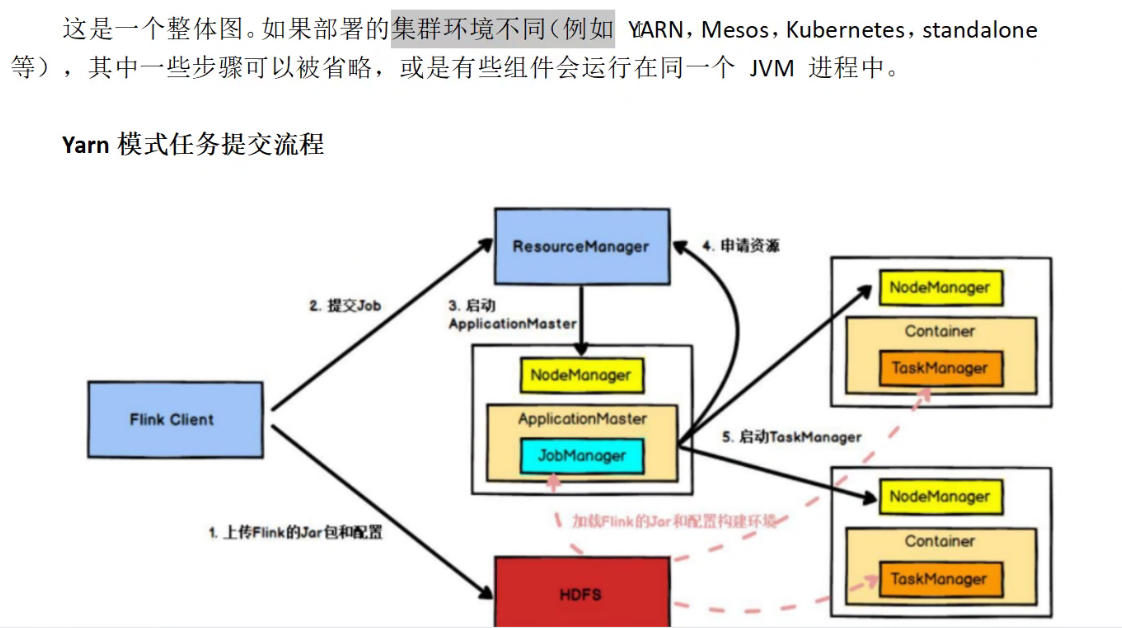 这是一个整体图。如果部署的集群环境不同（例如 YARN，Mesos，Kubernetes，standalone
等），其中一些步骤可以被省略，或是有些组件会运行在同一个 JVM 进程中。
Yarn 模式任务提交流程
ResourceManager
4. 申请资源
NodeManager
2. 提交Job
3. 启动
ApplicationMaster
Container
TaskManager
NodeManager
Flink Client
ApplicationMaster
JobManager
5. 启动TaskManager
NodeManager
1. 上传Flink的Jar包和配置
加载Flink的Jar和配置构建环境
Container
TaskManager
HDFS